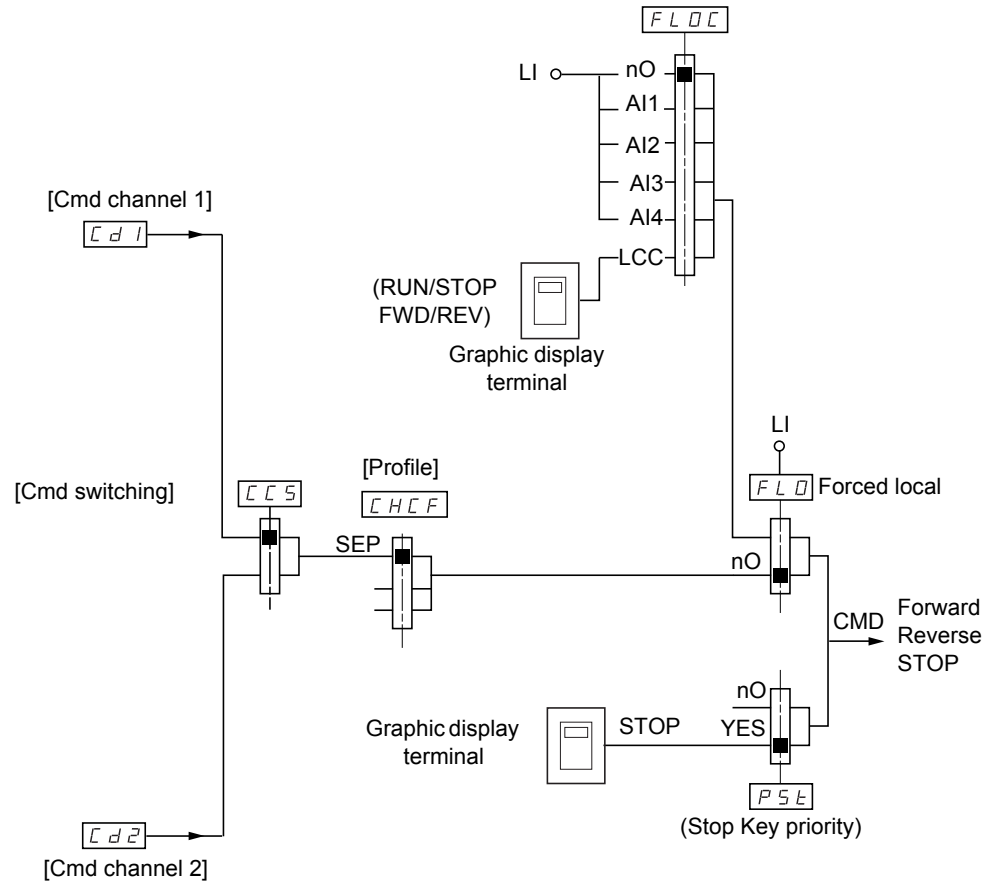 FLOC
LI
nO
AI1
AI2
AI3
AI4
LCC
[Cmd channel 1]
Cd1
(RUN/STOP
FWD/REV)
Graphic display
terminal
LI
[Profile]
[Cmd switching]
CCS
CHCF
FLO
Forced local
SEP
nO
CMD
Forward
Reverse
STOP
nO
Graphic display
terminal
STOP
YES
PSt
(Stop Key priority)
Cd2
[Cmd channel 2]